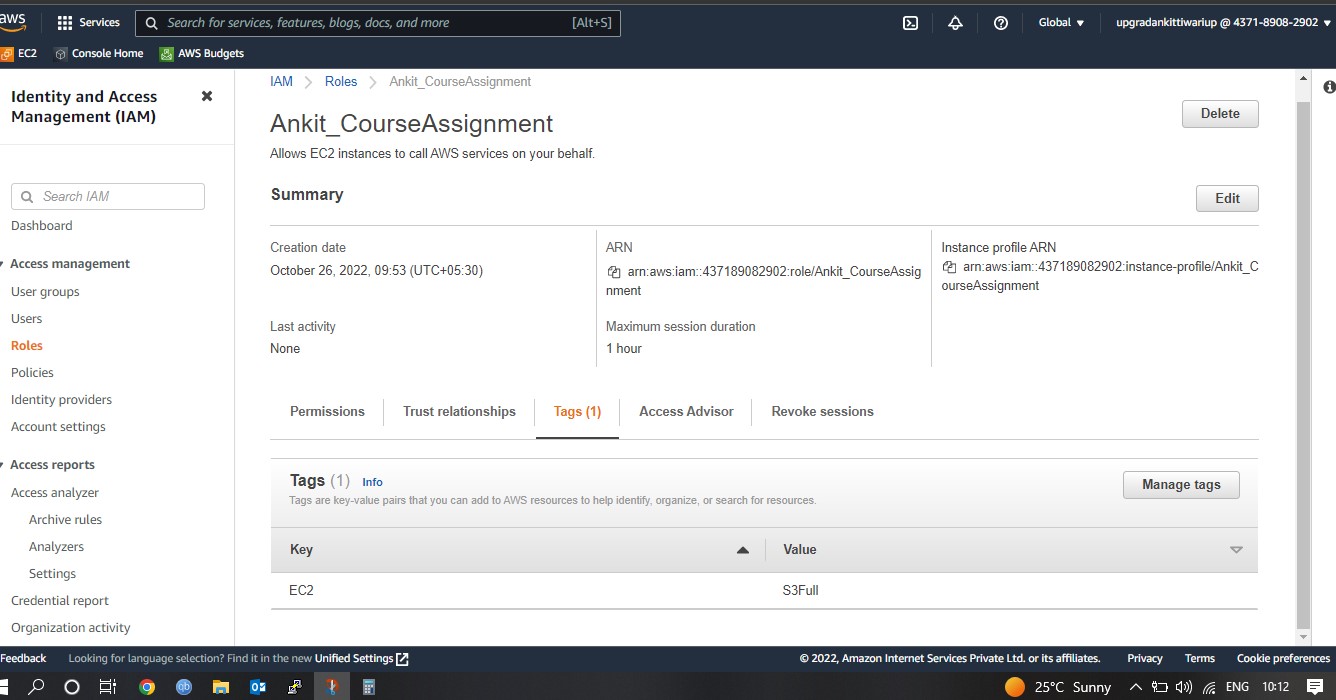 aws
Services
Search for services, features, blogs, docs, and more
[Alt+S]
Global
upgradankittiwariup @ 4371-8908-2902
EC2
Console Home
AWS Budgets
Identity and Access
Management (IAM)
Search IAM
Dashboard
Access management
User groups
Users
Roles
Policies
Identity providers
Account settings
Access reports
Access analyzer
Archive rules
Analyzers
Settings
Credential report
Organization activity
IAM
Roles
Ankit_CourseAssignment
Ankit_CourseAssignment
Delete
Allows EC2 instances to call AWS services on your behalf.
Summary
Edit
Creation date
October 26, 2022, 09:53 (UTC+05:30)
ARN
arn:aws:iam::437189082902:role/Ankit_CourseAssig
nment
Instance profile ARN
arn:aws:iam::437189082902:instance-profile/Ankit_C
ourseAssignment
Last activity
None
Maximum session duration
1 hour
Permissions
Trust relationships
Tags (1)
Access Advisor
Revoke sessions
Tags (1)
Info
Tags are key-value pairs that you can add to AWS resources to help identify, organize, or search for resources.
Manage tags
Key
Value
EC2
S3Full
Feedback
Looking for language selection? Find it in the new Unified Settings
© 2022, Amazon Internet Services Private Ltd. or its affiliates.
Privacy
Terms
Cookie preferences
qb
25°C Sunny
ENG
10:12